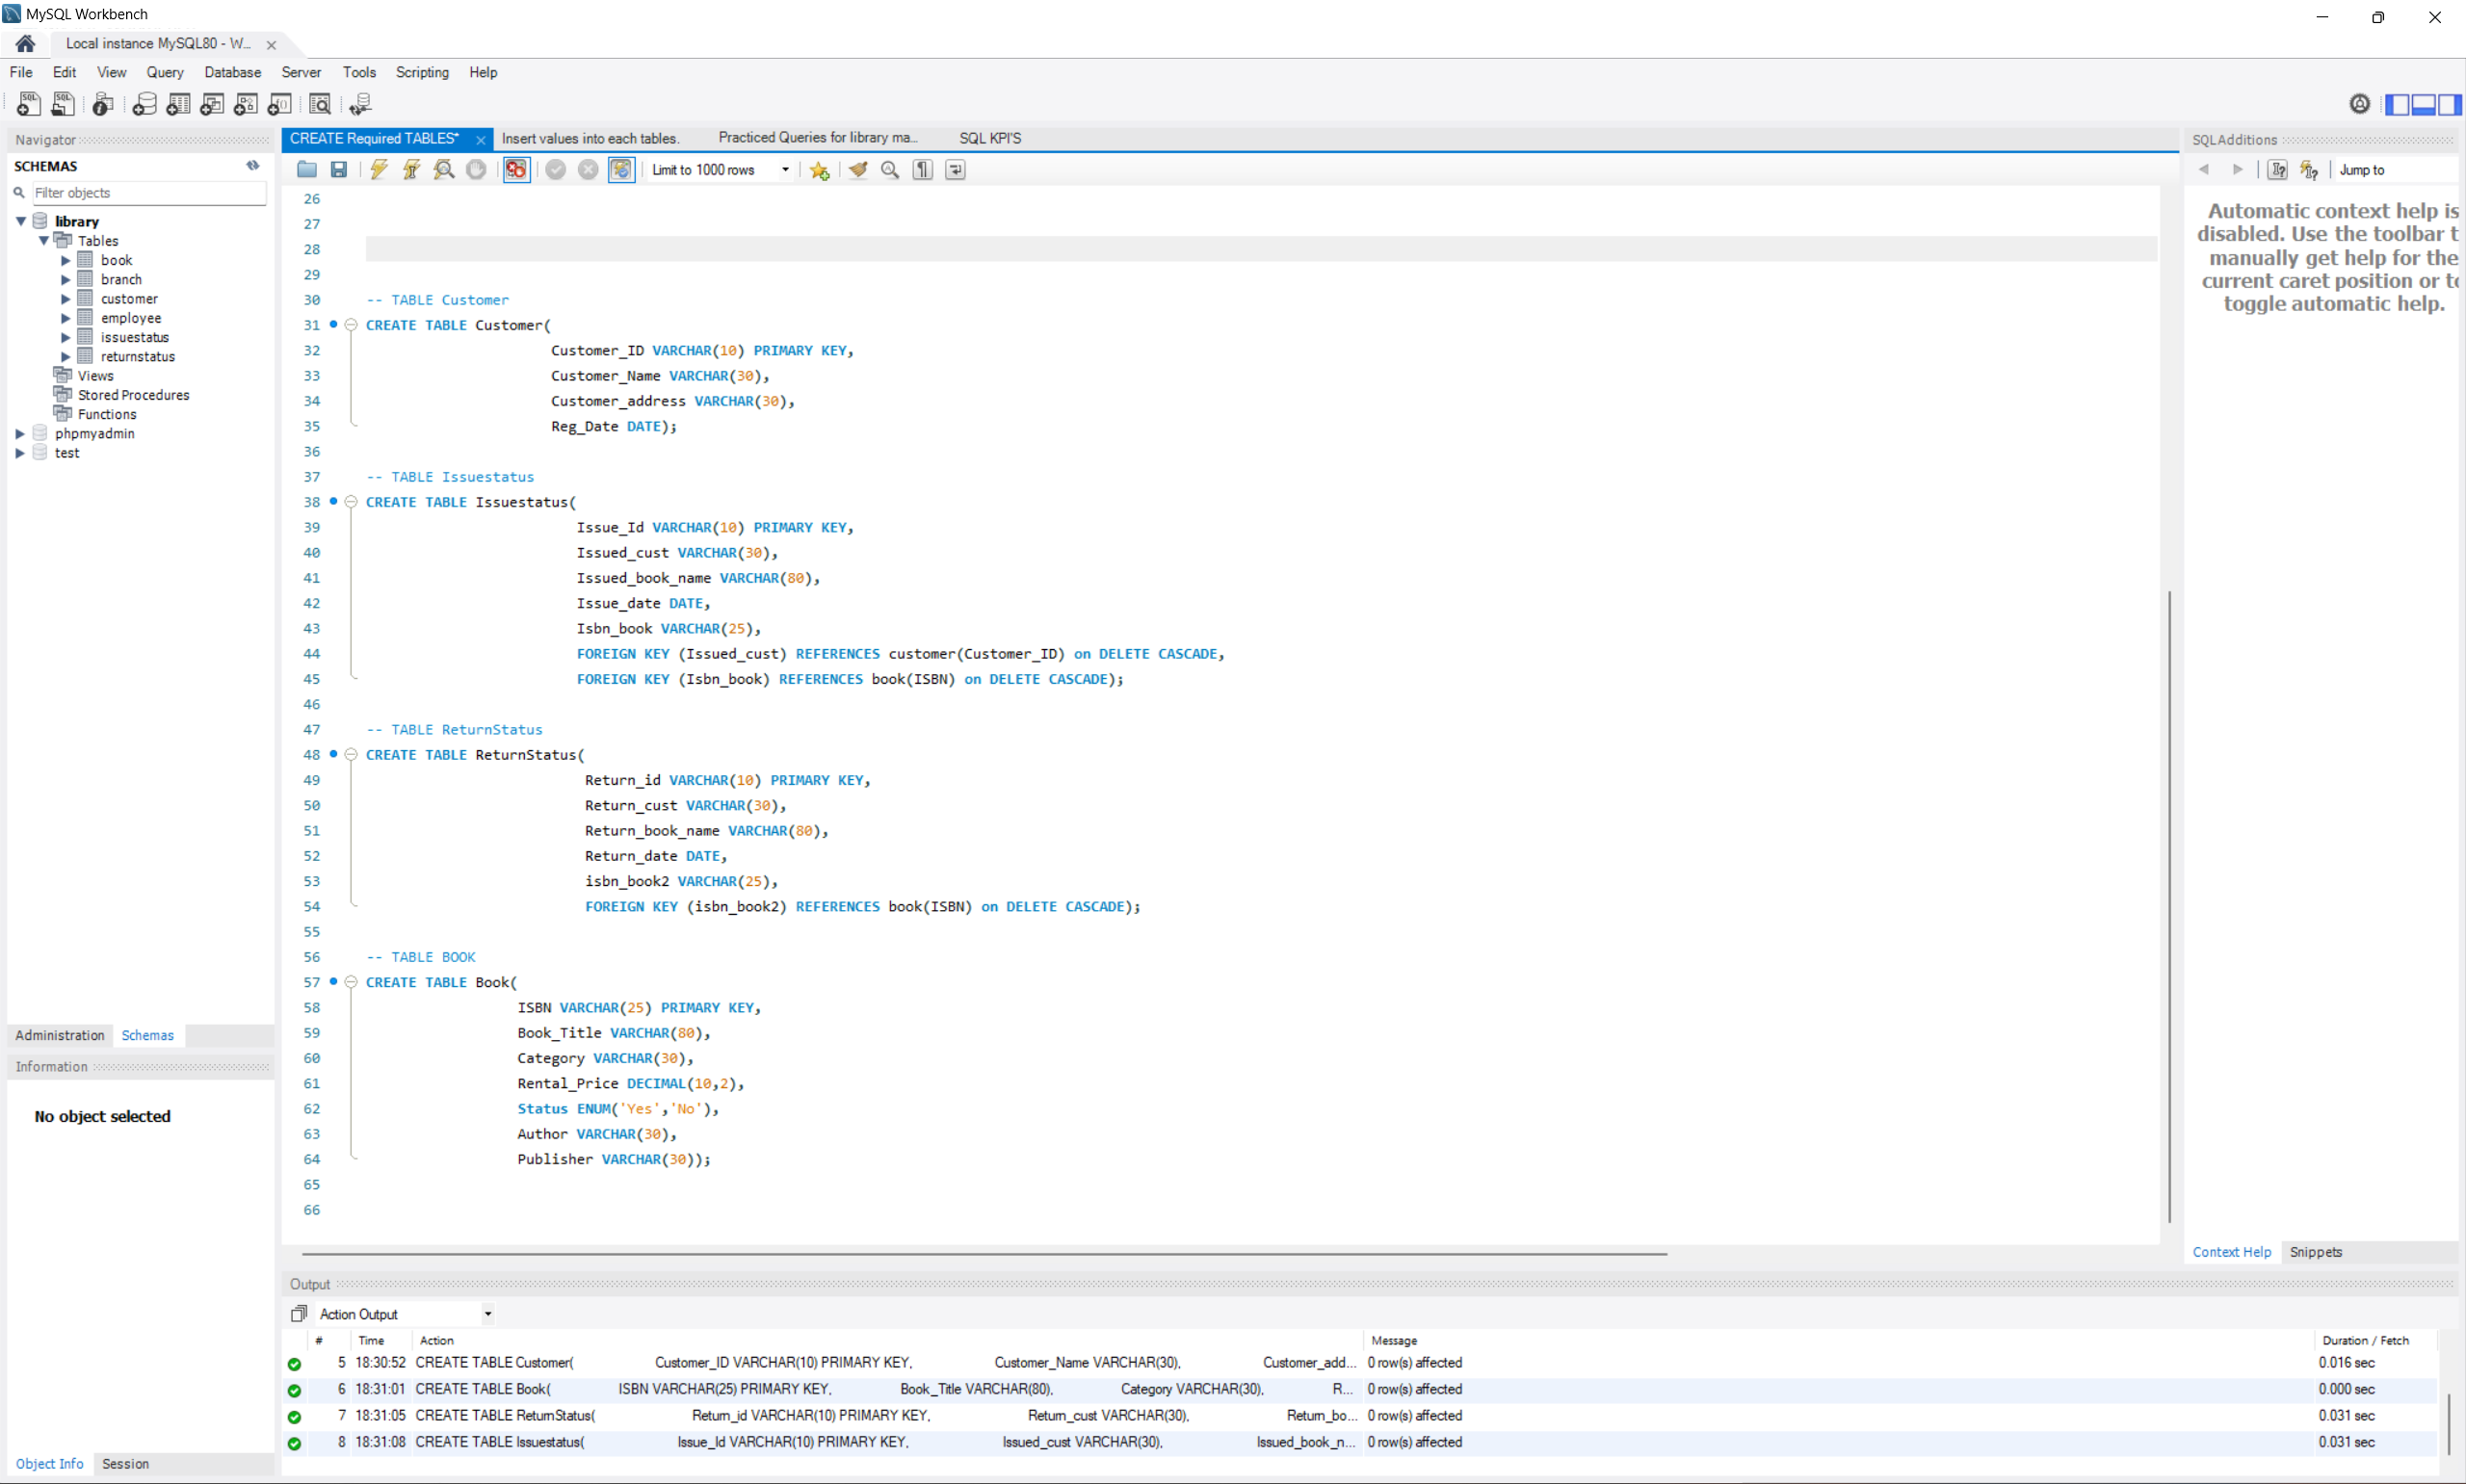 MySQL Workbench
Local instance MySQL80 - W...
File Edit View Query Database Server Tools Scripting Help
Navigator
SCHEMAS
Filter objects
library
Tables
book
branch
customer
employee
issuestatus
returnstatus
Views
Stored Procedures
Functions
phpmyadmin
test
Administration Schemas
Information
No object selected
Object Info Session
CREATE Required TABLES* Insert values into each tables. Practiced Queries for library ma... SQL KPI'S
Limit to 1000 rows
26
27
28
29
30 -- TABLE Customer
31 CREATE TABLE Customer(
32 Customer_ID VARCHAR(10) PRIMARY KEY,
33 Customer_Name VARCHAR(30),
34 Customer_address VARCHAR(30),
35 Reg_Date DATE);
36
37 -- TABLE Issuestatus
38 CREATE TABLE Issuestatus(
39 Issue_Id VARCHAR(10) PRIMARY KEY,
40 Issued_cust VARCHAR(30),
41 Issued_book_name VARCHAR(80),
42 Issue_date DATE,
43 Isbn_book VARCHAR(25),
44 FOREIGN KEY (Issued_cust) REFERENCES customer(Customer_ID) on DELETE CASCADE,
45 FOREIGN KEY (Isbn_book) REFERENCES book(ISBN) on DELETE CASCADE);
46
47 -- TABLE ReturnStatus
48 CREATE TABLE ReturnStatus(
49 Return_id VARCHAR(10) PRIMARY KEY,
50 Return_cust VARCHAR(30),
51 Return_book_name VARCHAR(80),
52 Return_date DATE,
53 isbn_book2 VARCHAR(25),
54 FOREIGN KEY (isbn_book2) REFERENCES book(ISBN) on DELETE CASCADE);
55
56 -- TABLE BOOK
57 CREATE TABLE Book(
58 ISBN VARCHAR(25) PRIMARY KEY,
59 Book_Title VARCHAR(80),
60 Category VARCHAR(30),
61 Rental_Price DECIMAL(10,2),
62 Status ENUM('Yes','No'),
63 Author VARCHAR(30),
64 Publisher VARCHAR(30));
65
66
SQLAdditions
Jump to
Automatic context help is
disabled. Use the toolbar t
manually get help for the
current caret position or to
toggle automatic help.
Context Help Snippets
Output
Action Output
# Time Action Message Duration / Fetch
5 18:30:52 CREATE TABLE Customer( Customer_ID VARCHAR(10) PRIMARY KEY, Customer_Name VARCHAR(30), Customer_add... 0 row(s) affected 0.016 sec
6 18:31:01 CREATE TABLE Book( ISBN VARCHAR(25) PRIMARY KEY, Book_Title VARCHAR(80), Category VARCHAR(30), R... 0 row(s) affected 0.000 sec
7 18:31:05 CREATE TABLE ReturnStatus( Return_id VARCHAR(10) PRIMARY KEY, Return_cust VARCHAR(30), Return_bo... 0 row(s) affected 0.031 sec
8 18:31:08 CREATE TABLE Issuestatus( Issue_Id VARCHAR(10) PRIMARY KEY, Issued_cust VARCHAR(30), Issued_book_n... 0 row(s) affected 0.031 sec